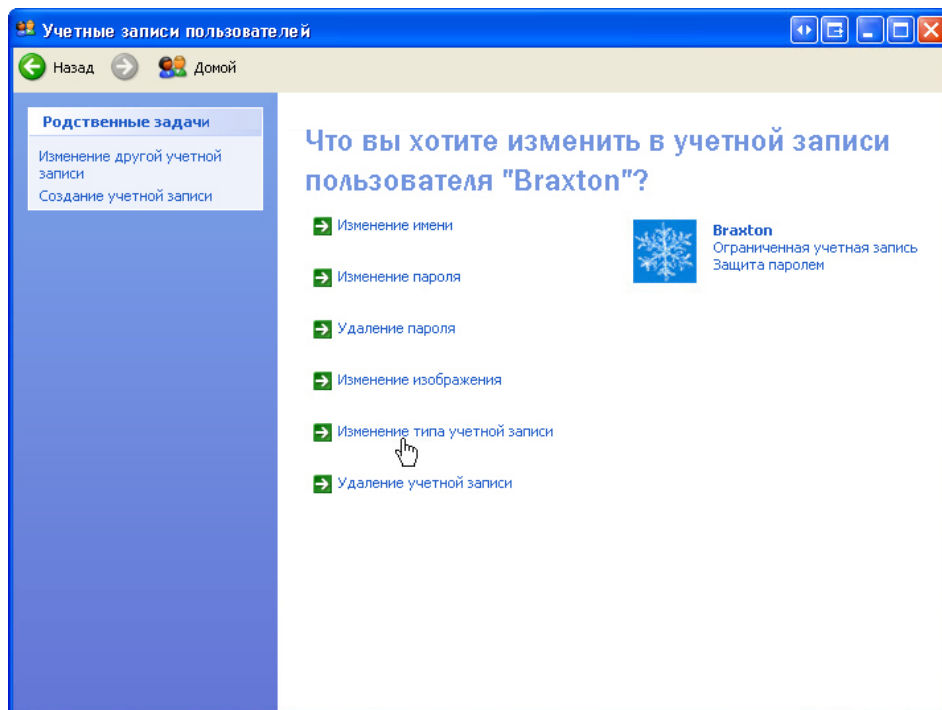 Учетные записи пользователей
Назад Домой
Родственные задачи
Изменение другой учетной
записи
Создание учетной записи
Что вы хотите изменить в учетной записи
пользователя "Braxton"?
Изменение имени
Изменение пароля
Удаление пароля
Изменение изображения
Изменение типа учетной записи
Удаление учетной записи
Braxton
Ограниченная учетная запись
Защита паролем